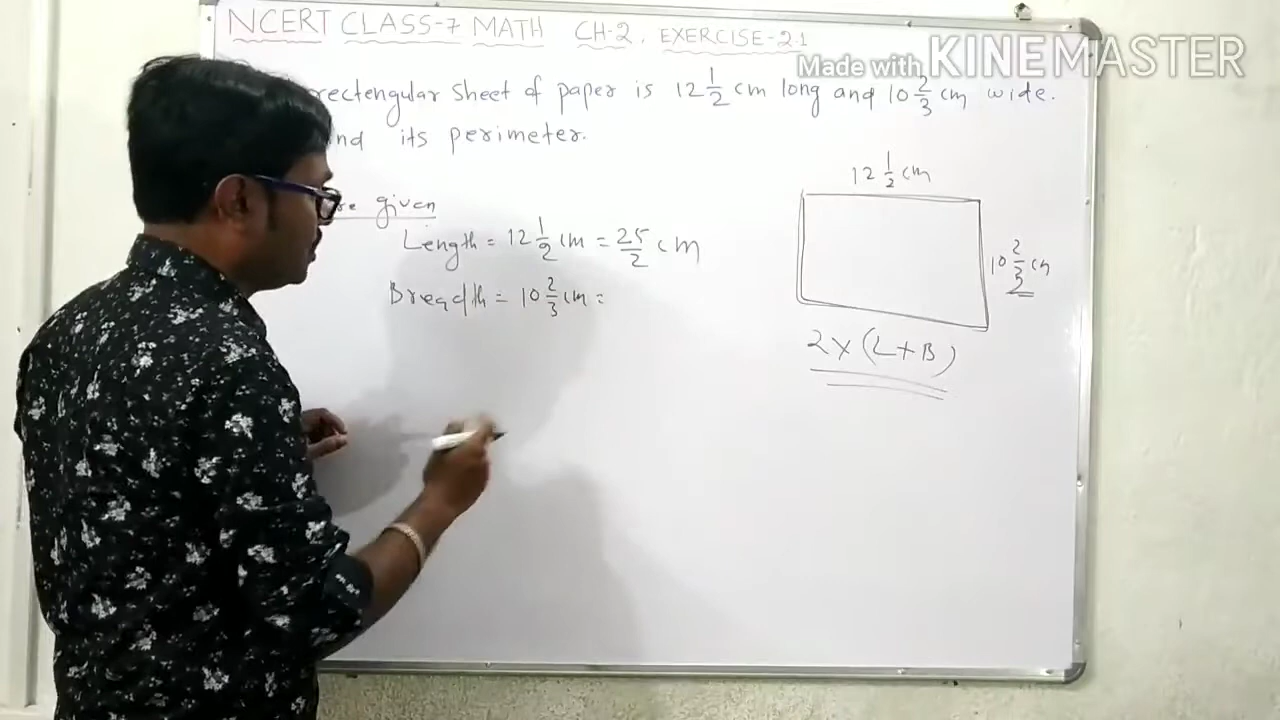 NCERT CLASS-7 MATH CH-2, EXERCISE-2.1
Made with KINEMASTER
rectengular sheet of paper is 12 1/2 cm long and 10 2/3 cm wide.
nd its perimeter.
given
Length = 12 1/2 cm = 25/2 cm
Breadth = 10 2/3 cm =
12 1/2 cm
10 2/3 cm
2 × (L+B)